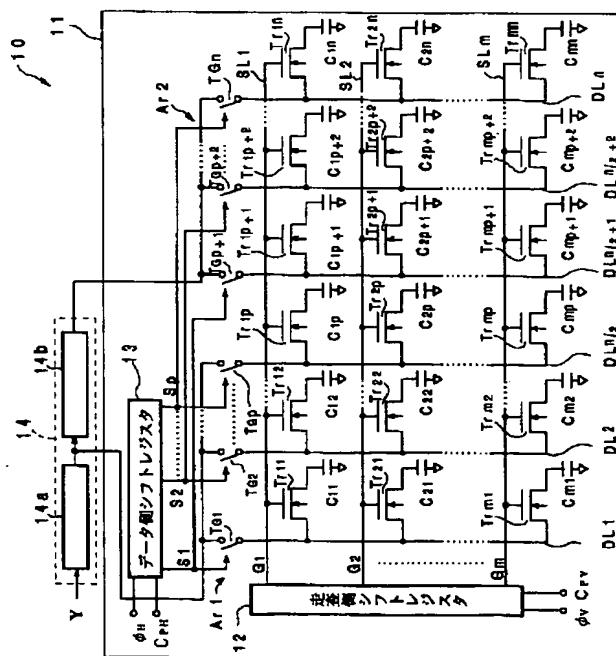 10
11
14
14a
14b
Y
13
データ側シフトレジスタ
φH
CPH
S1
S2
Sp
Ar1
Ar2
TG1
TG2
TGp
TGp+1
TGp+2
TGn
G1
Tr11
Tr12
Tr1p
Tr1p+1
Tr1p+2
Tr1n
SL1
C11
C12
C1p
C1p+1
C1p+2
C1n
G2
Tr21
Tr22
Tr2p
Tr2p+1
Tr2p+2
Tr2n
SL2
C21
C22
C2p
C2p+1
C2p+2
C2n
Gm
Trm1
Trm2
Trmp
Trmp+1
Trmp+2
Trmn
SLm
Cm1
Cm2
Cmp
Cmp+1
Cmp+2
Cmn
DL1
DL2
DLn/2
DLn/2+1
DLn/2+2
DLn
12
走査側シフトレジスタ
φV
CPV